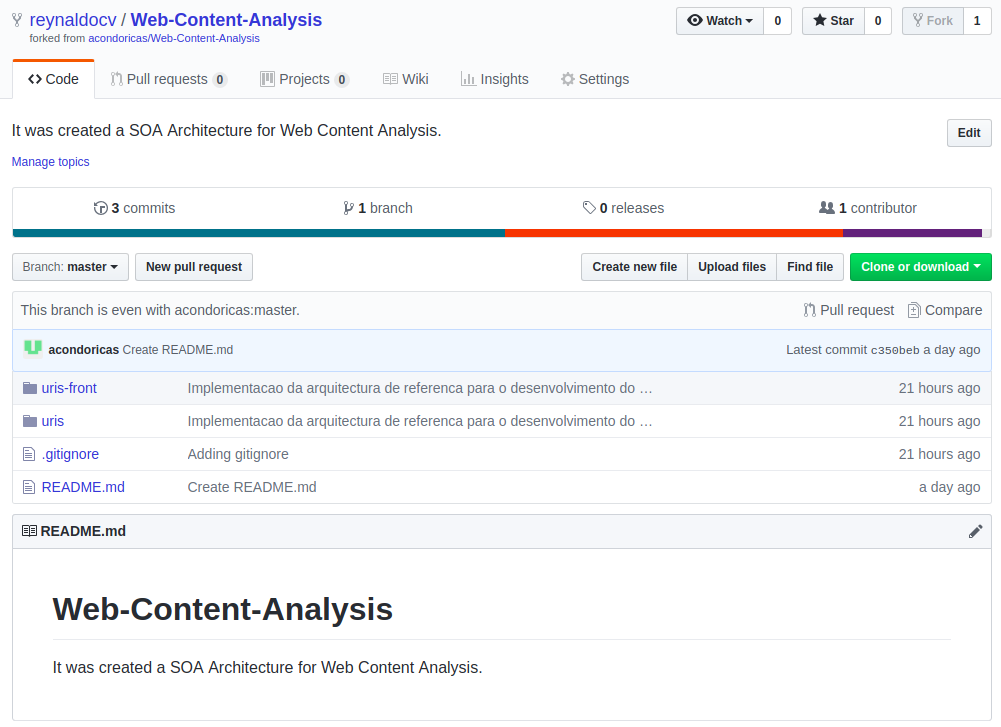 reynaldocv / Web-Content-Analysis
Watch 0 Star 0 Fork 1
forked from acondoricas/Web-Content-Analysis
Code Pull requests 0 Projects 0 Wiki Insights Settings
It was created a SOA Architecture for Web Content Analysis.
Edit
Manage topics
3 commits 1 branch 0 releases 1 contributor
Branch: master New pull request Create new file Upload files Find file Clone or download
This branch is even with acondoricas:master. Pull request Compare
acondoricas Create README.md Latest commit c350beb a day ago
uris-front Implementacao da arquitectura de referenca para o desenvolvimento do … 21 hours ago
uris Implementacao da arquitectura de referenca para o desenvolvimento do … 21 hours ago
.gitignore Adding gitignore 21 hours ago
README.md Create README.md a day ago
README.md
Web-Content-Analysis
It was created a SOA Architecture for Web Content Analysis.